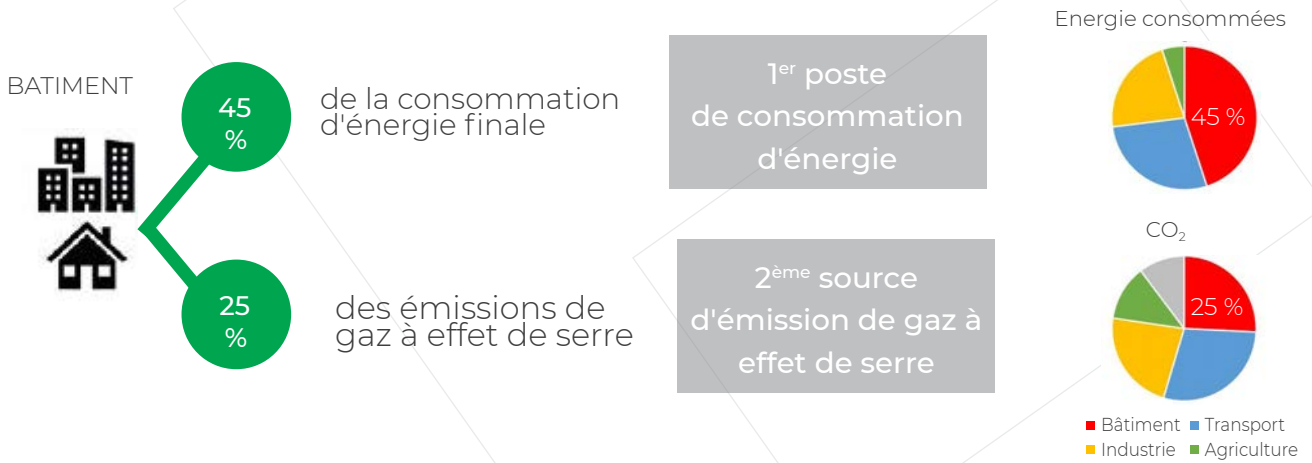 BATIMENT
45
%
de la consommation
d'énergie finale
1er poste
de consommation
d'énergie
Energie consommées
45 %
25
%
des émissions de
gaz à effet de serre
2ème source
d'émission de gaz à
effet de serre
CO₂
25 %
Bâtiment Transport
Industrie Agriculture